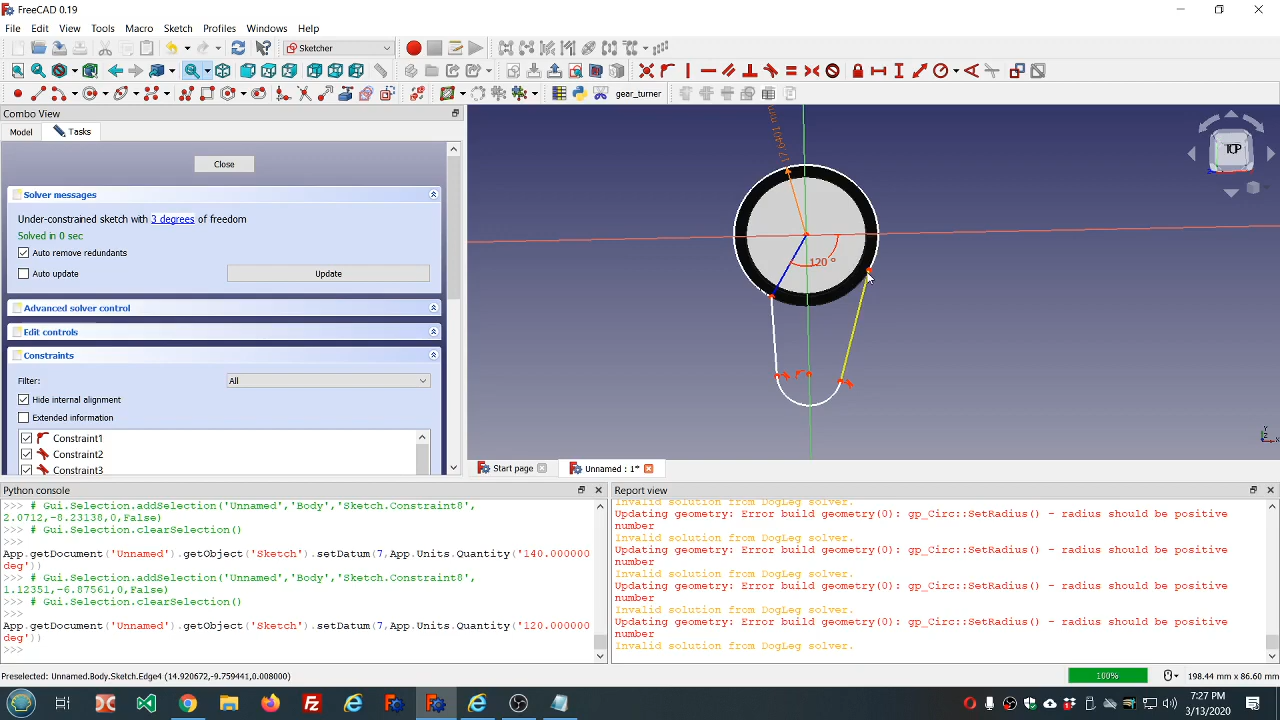 FreeCAD 0.19
File Edit View Tools Macro Sketch Profiles Windows Help
Sketcher
gear_turner
Combo View
Model Tasks
Close
Solver messages
Under-constrained sketch with 3 degrees of freedom
Solved in 0 sec
Auto remove redundants
Auto update Update
Advanced solver control
Edit controls
Constraints
Filter: All
Hide internal alignment
Extended information
Constraint1
Constraint2
Constraint3
120 °
TOP
Start page Unnamed : 1*
Python console
>>> # Gui.Selection.addSelection('Unnamed','Body','Sketch.Constraint8',
2.0712,-8.23138,0,False)
>>> # Gui.Selection.clearSelection()
>>>
App.getDocument('Unnamed').getObject('Sketch').setDatum(7,App.Units.Quantity('140.000000
deg'))
>>> # Gui.Selection.addSelection('Unnamed','Body','Sketch.Constraint8',
1.12351,-6.87561,0,False)
>>> # Gui.Selection.clearSelection()
>>>
App.getDocument('Unnamed').getObject('Sketch').setDatum(7,App.Units.Quantity('120.000000
deg'))
>>>
Report view
Invalid solution from DogLeg solver.
Updating geometry: Error build geometry(0): gp_Circ::SetRadius() - radius should be positive
number
Invalid solution from DogLeg solver.
Updating geometry: Error build geometry(0): gp_Circ::SetRadius() - radius should be positive
number
Invalid solution from DogLeg solver.
Updating geometry: Error build geometry(0): gp_Circ::SetRadius() - radius should be positive
number
Invalid solution from DogLeg solver.
Updating geometry: Error build geometry(0): gp_Circ::SetRadius() - radius should be positive
number
Invalid solution from DogLeg solver.
Preselected: Unnamed.Body.Sketch.Edge4 (14.920672,-9.759441,0.008000)
100%
198.44 mm x 86.60 mm
7:27 PM
3/13/2020